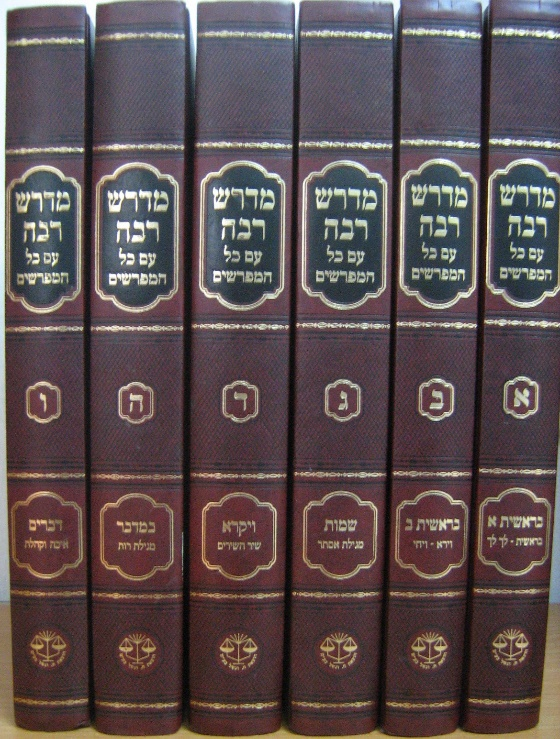 מדרש
רבה
עם כל
המפרשים
א
בראשית א
בראשית - לך לך
מדרש
רבה
עם כל
המפרשים
ב
בראשית ב
וירא - ויחי
מדרש
רבה
עם כל
המפרשים
ג
שמות
מגילת אסתר
מדרש
רבה
עם כל
המפרשים
ד
ויקרא
שיר השירים
מדרש
רבה
עם כל
המפרשים
ה
במדבר
מגילת רות
מדרש
רבה
עם כל
המפרשים
ו
דברים
איכה וקהלת